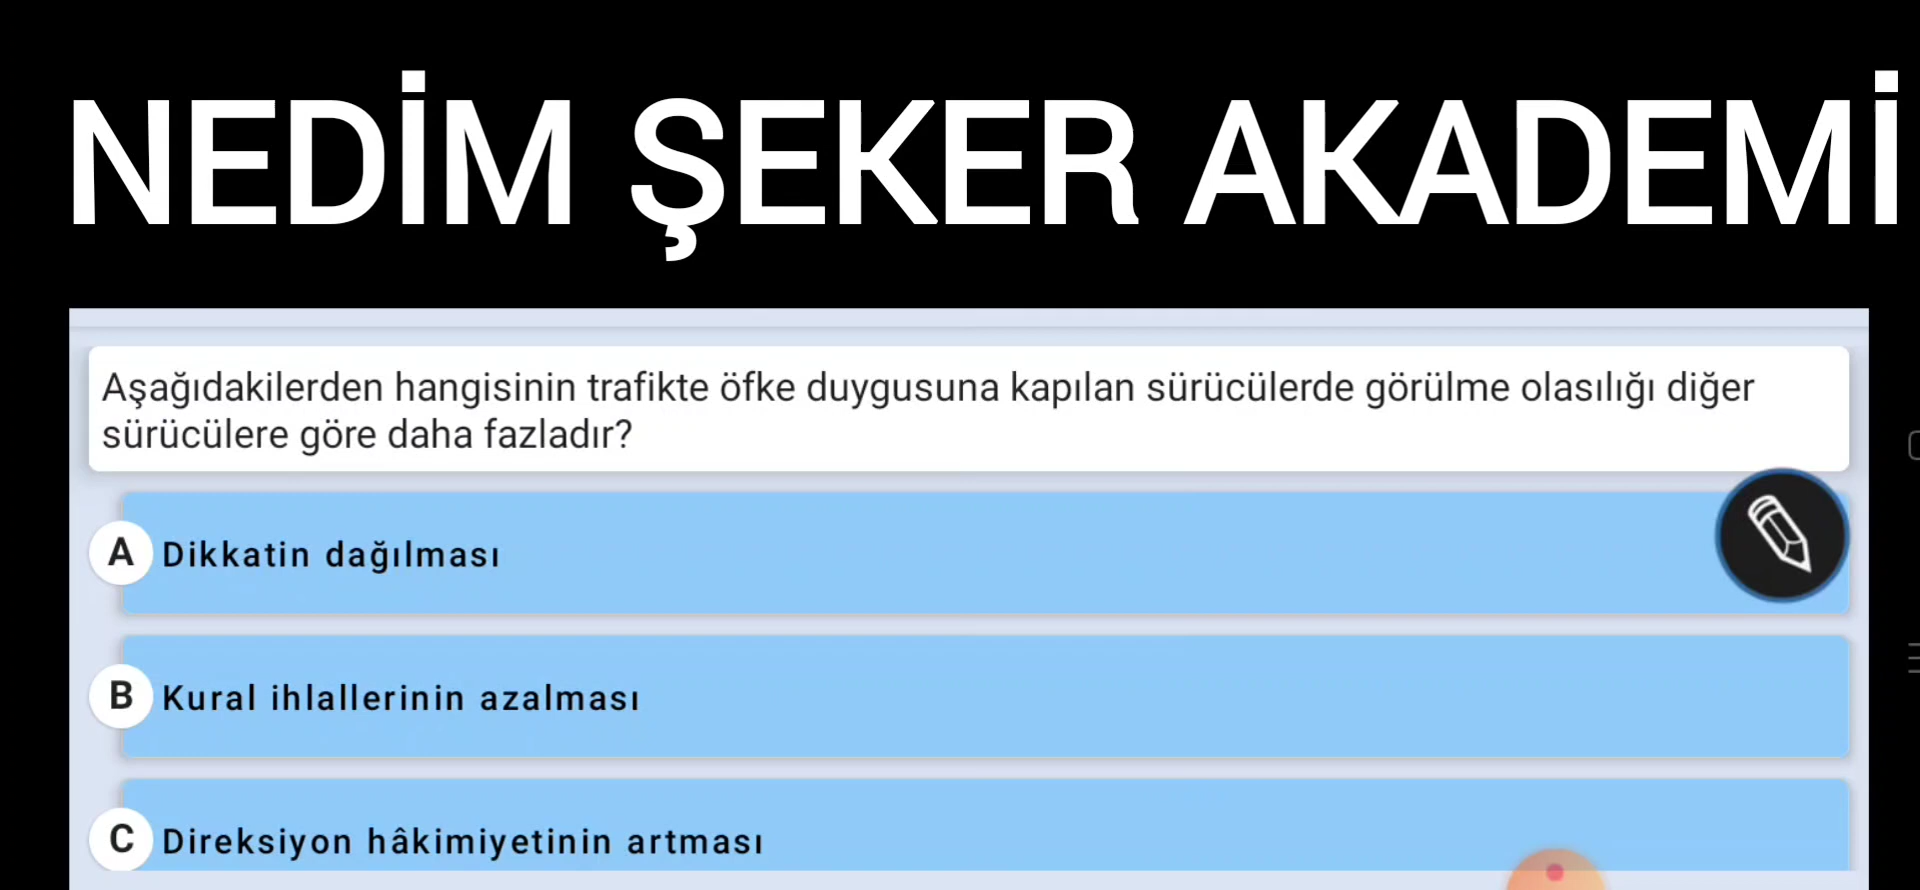 NEDİM ŞEKER AKADEMİ
Aşağıdakilerden hangisinin trafikte öfke duygusuna kapılan sürücülerde görülme olasılığı diğer
sürücülere göre daha fazladır?
A Dikkatin dağılması
B Kural ihlallerinin azalması
C Direksiyon hâkimiyetinin artması